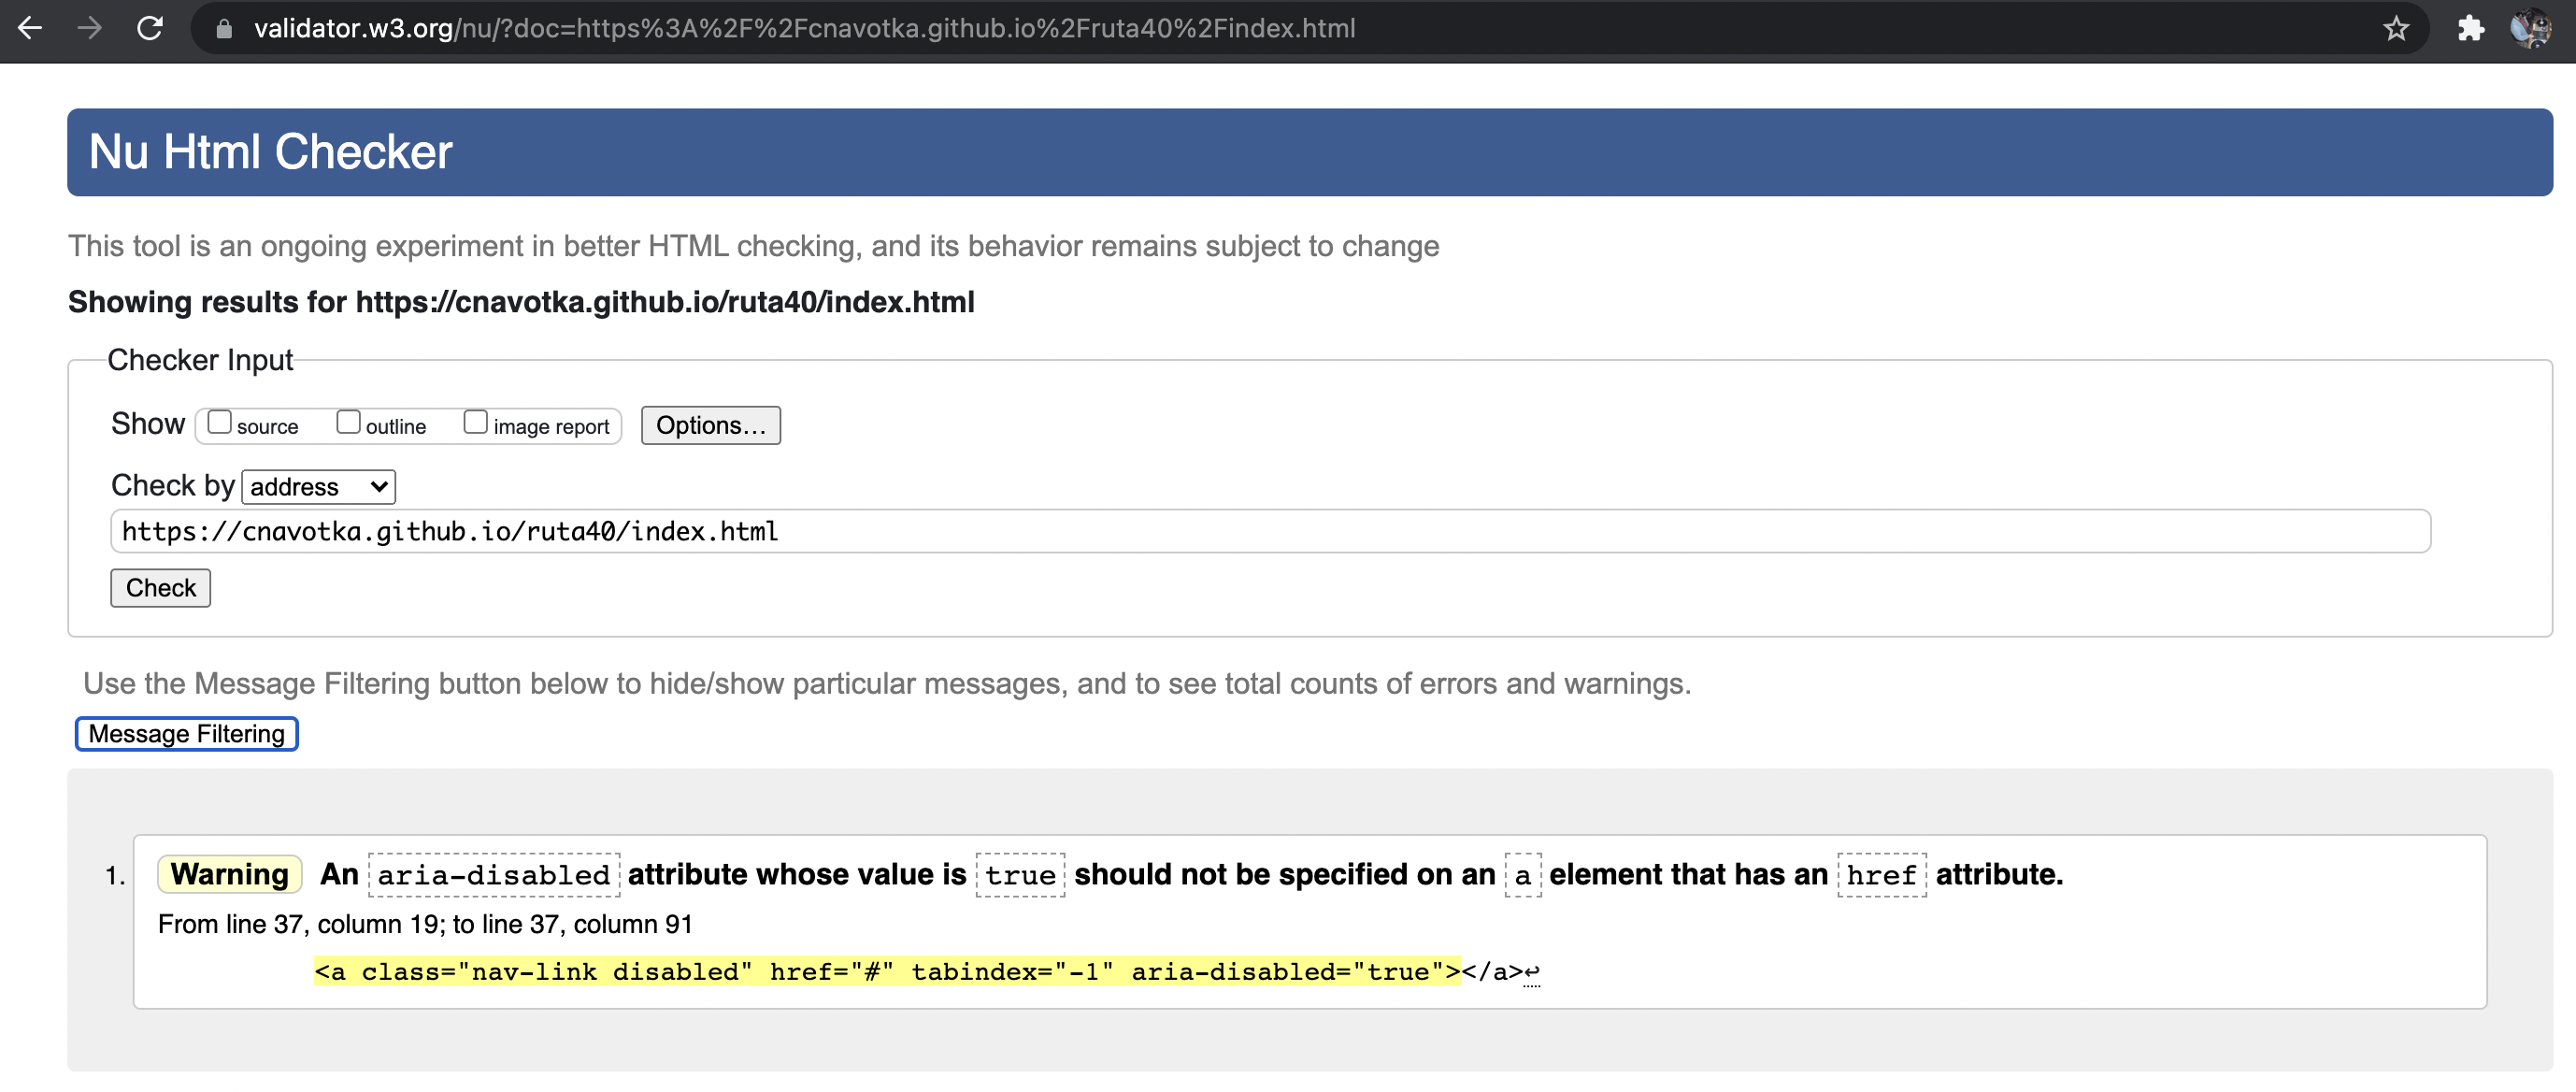 validator.w3.org/nu/?doc=https%3A%2F%2Fcnavotka.github.io%2Fruta40%2Findex.html
Nu Html Checker
This tool is an ongoing experiment in better HTML checking, and its behavior remains subject to change
Showing results for https://cnavotka.github.io/ruta40/index.html
Checker Input
Show source outline image report Options...
Check by address
https://cnavotka.github.io/ruta40/index.html
Check
Use the Message Filtering button below to hide/show particular messages, and to see total counts of errors and warnings.
Message Filtering
1. Warning An aria-disabled attribute whose value is true should not be specified on an a element that has an href attribute.
From line 37, column 19; to line 37, column 91
<a class="nav-link disabled" href="#" tabindex="-1" aria-disabled="true"></a>↩